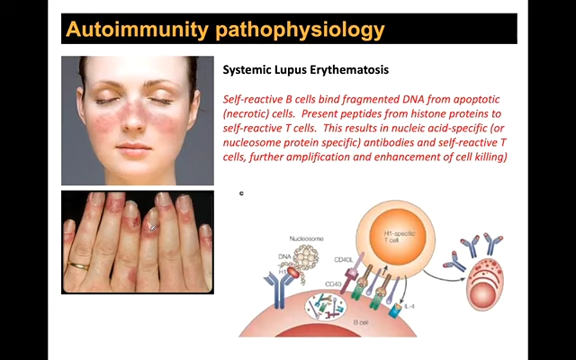 Autoimmunity pathophysiology
Systemic Lupus Erythematosis
Self-reactive B cells bind fragmented DNA from apoptotic
(necrotic) cells.  Present peptides from histone proteins to
self-reactive T cells.  This results in nucleic acid-specific (or
nucleosome protein specific) antibodies and self-reactive T
cells, further amplification and enhancement of cell killing)
c
H1-specific
T cell
Nucleosome
DNA
H1
CD40L
CD40
IL-4
B cell